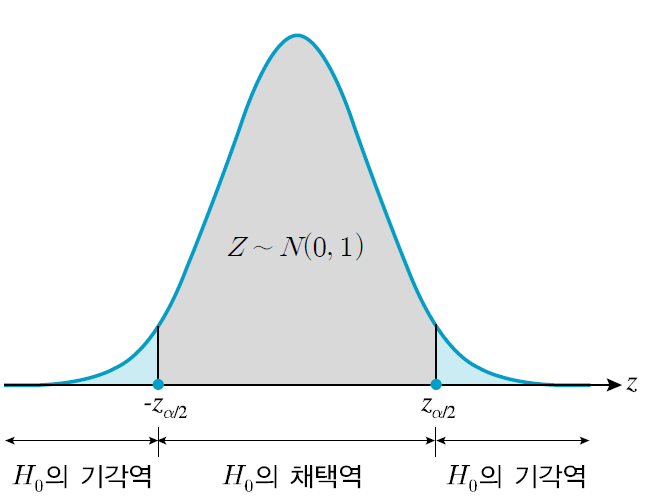 Z ~ N(0, 1)
z
-z_{α/2} z_{α/2}
H_0의 기각역 H_0의 채택역 H_0의 기각역